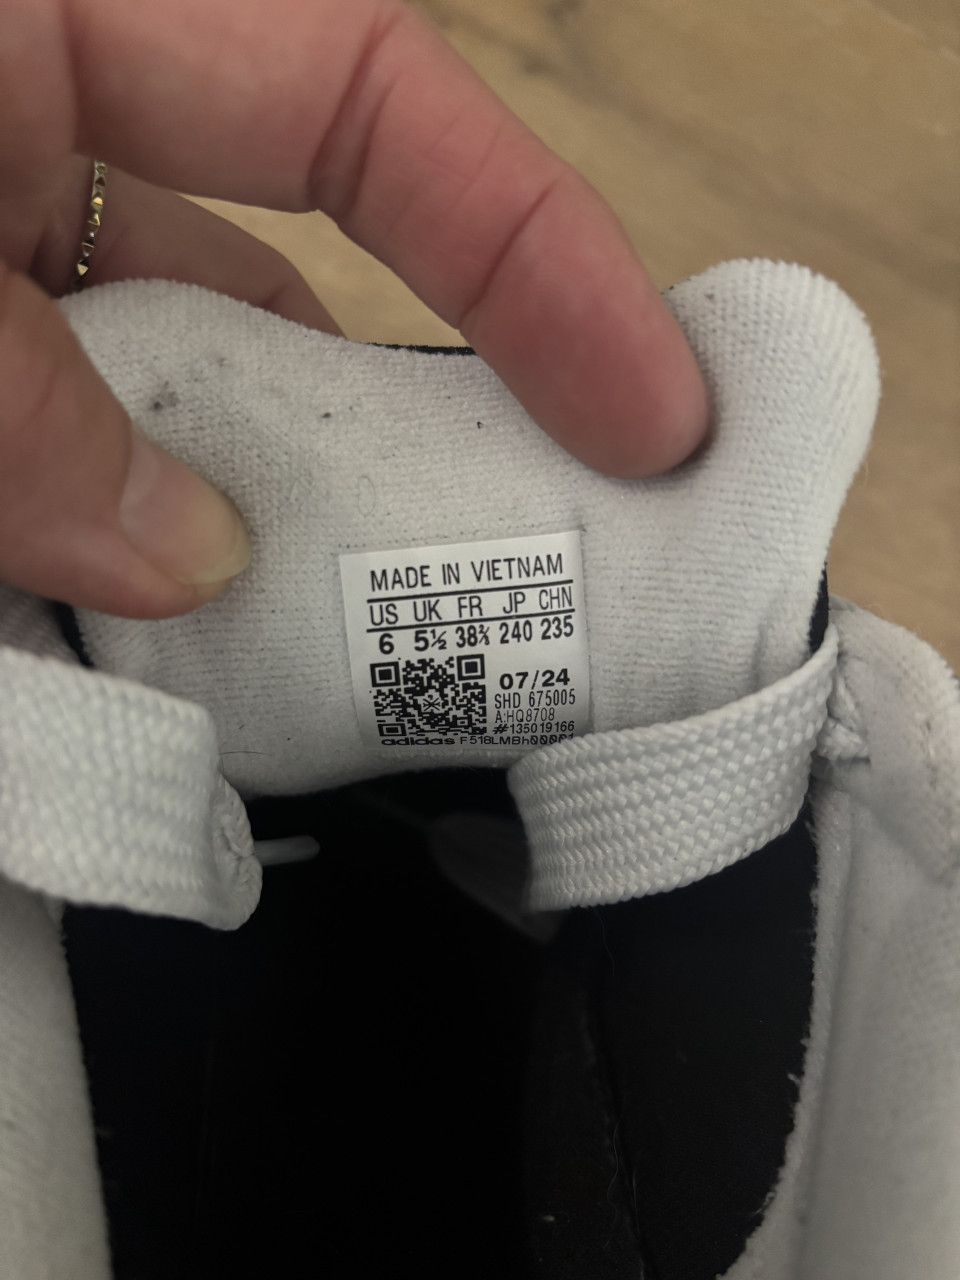 MADE IN VIETNAM
US UK FR JP CHN
6 5½ 38⅔ 240 235
07/24
SHD 675005
A:HQ8708
#135019166
adidas